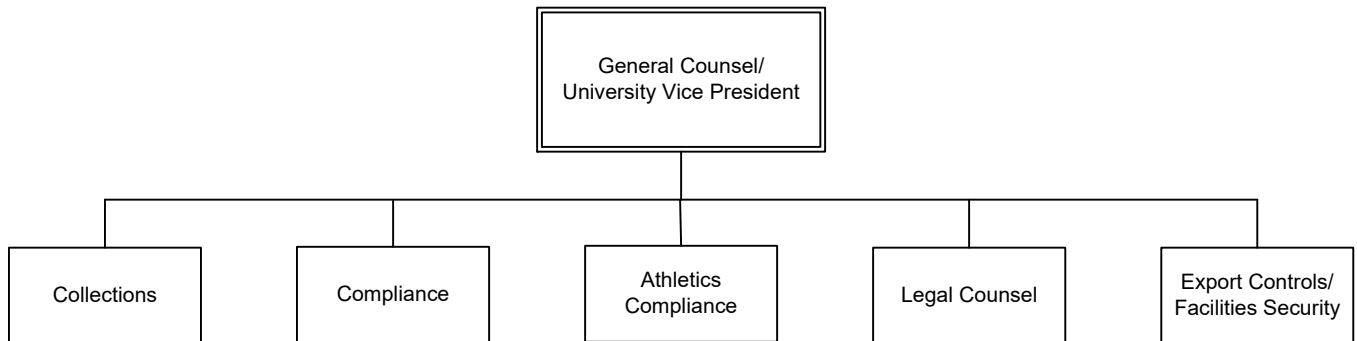 General Counsel/
University Vice President
Collections
Compliance
Athletics
Compliance
Legal Counsel
Export Controls/
Facilities Security